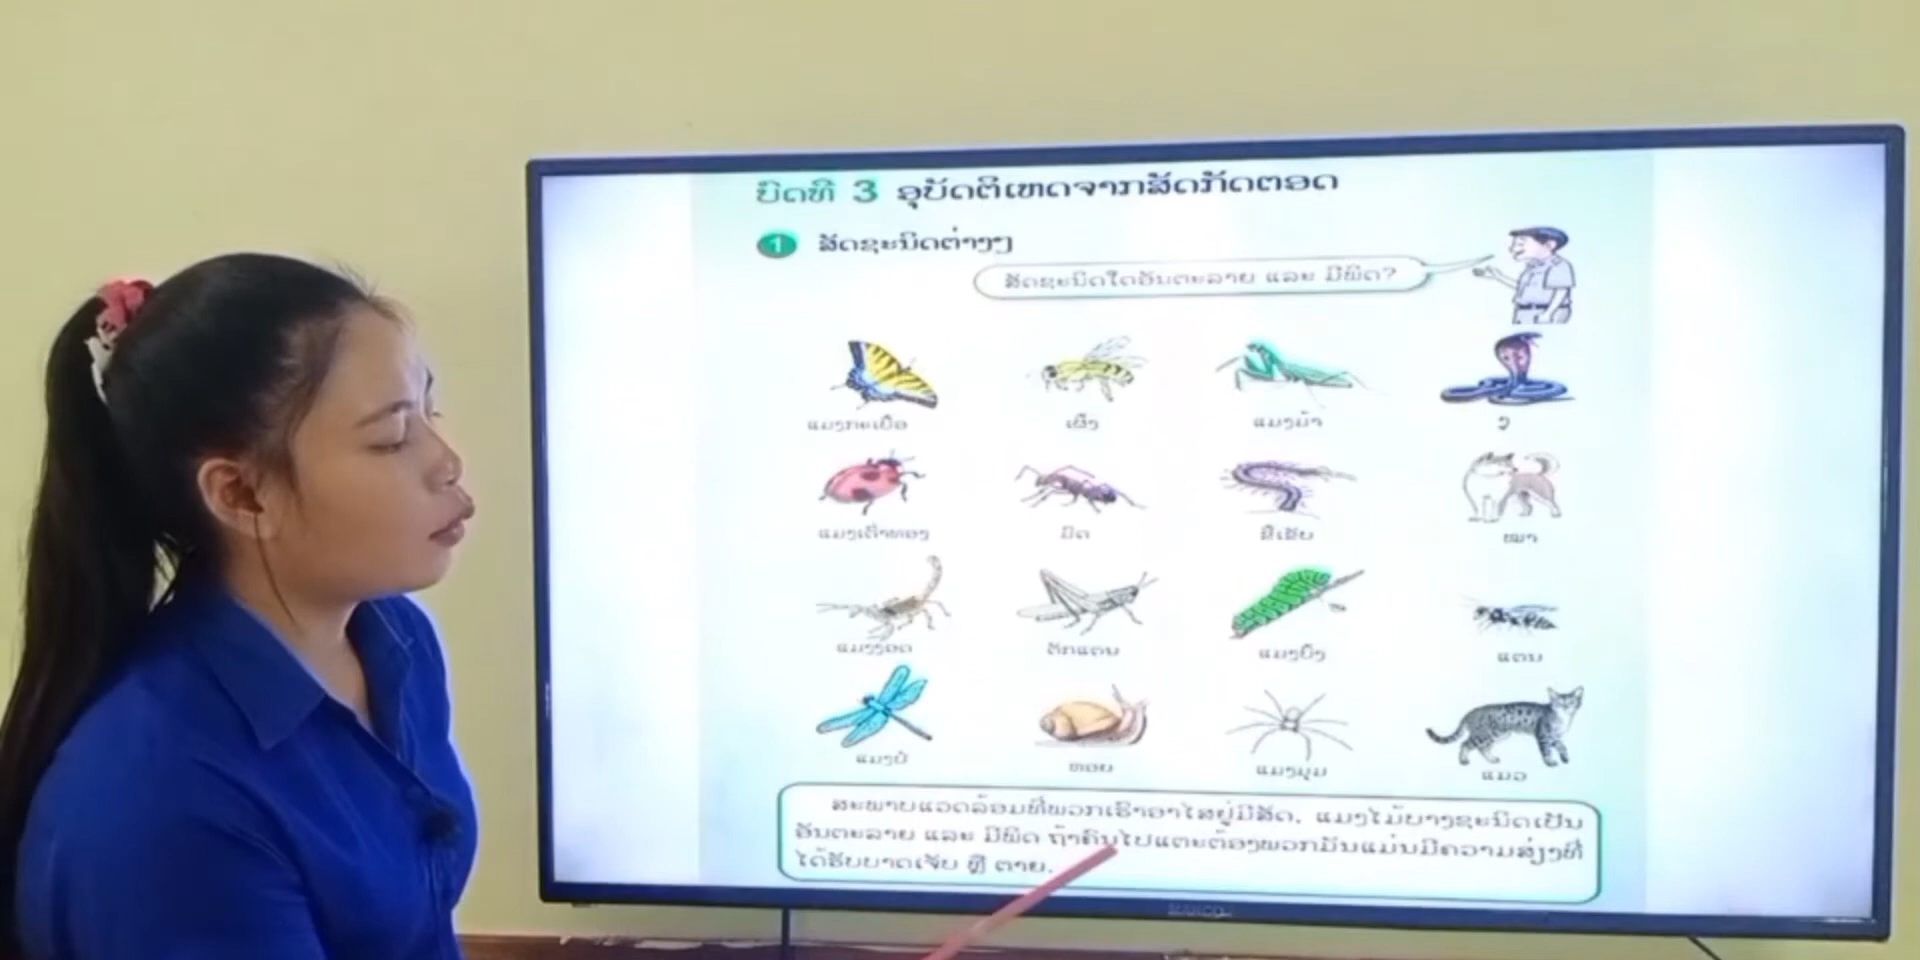 ບົດທີ 3 ອຸບັດຕິເຫດຈາກສັດກັດຕອດ
1 ສັດຊະນິດຕ່າງໆ
ສັດຊະນິດໃດອັນຕະລາຍ ແລະ ມີພິດ?
ແມງກະເບື້ອ ເຜິ້ງ ແມງມ້າ ງູ
ແມງເຕົ່າທອງ ມົດ ຂີ້ເຂັບ ໝາ
ແມງງອດ ຕັກແຕນ ແມງບົ້ງ ແຕນ
ແມງປໍ ຫອຍ ແມງມຸມ ແມວ
ສະພາບແວດລ້ອມທີ່ພວກເຮົາອາໄສຢູ່ມີສັດ, ແມງໄມ້ບາງຊະນິດເປັນ
ອັນຕະລາຍ ແລະ ມີພິດ ຖ້າຄົນໄປແຕະຕ້ອງພວກມັນແມ່ນມີຄວາມສ່ຽງທີ່
ໄດ້ຮັບບາດເຈັບ ຫຼື ຕາຍ.